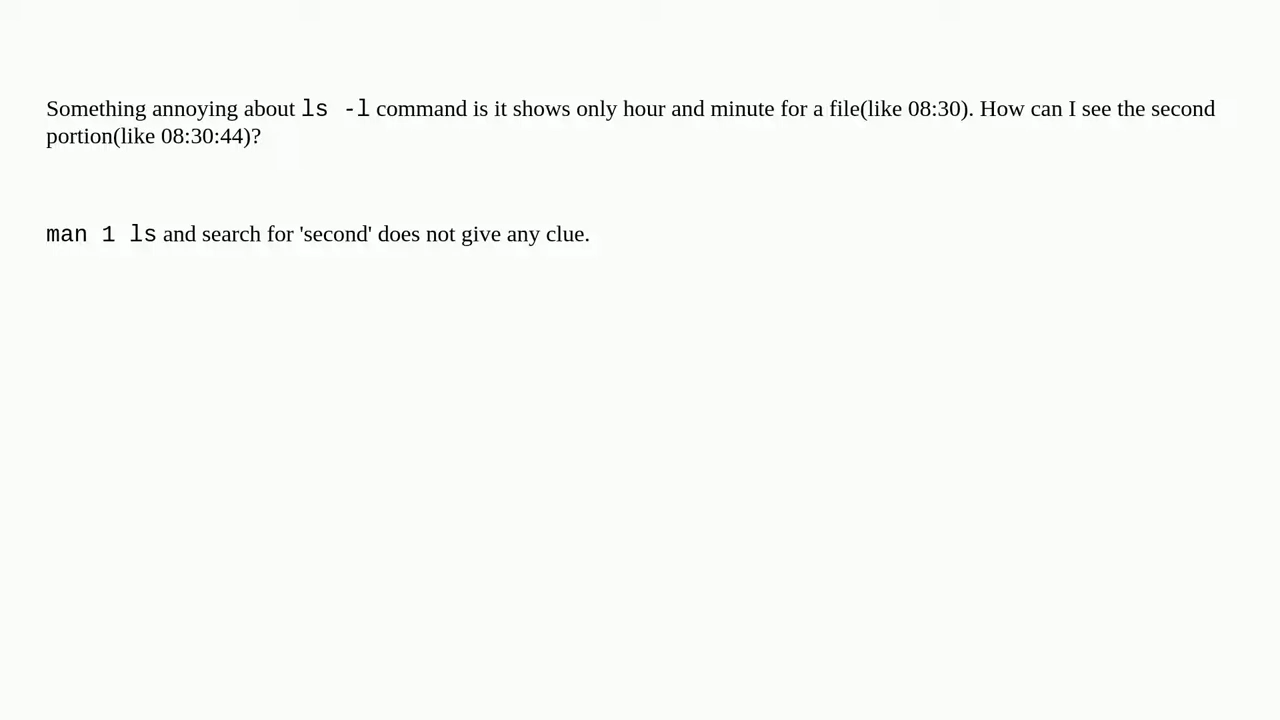 Something annoying about ls -l command is it shows only hour and minute for a file(like 08:30). How can I see the second
portion(like 08:30:44)?
man 1 ls and search for 'second' does not give any clue.